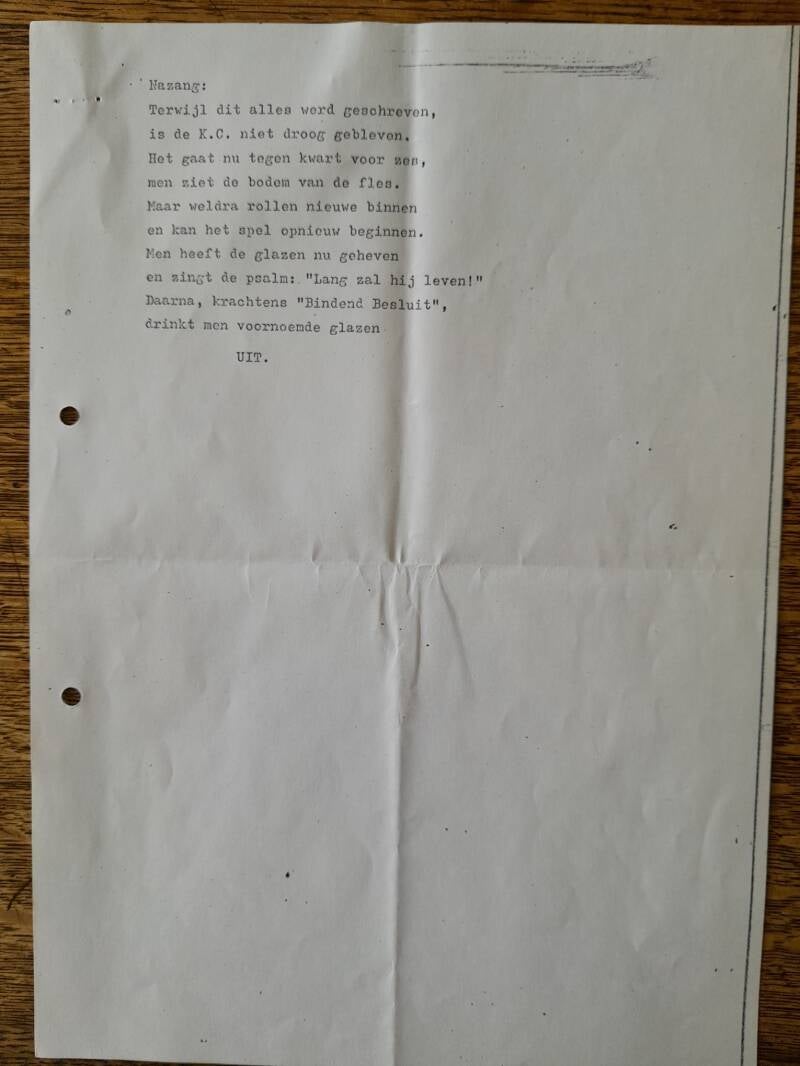 Nazang:
Terwijl dit alles werd geschreven,
is de K.C. niet droog gebleven.
Het gaat nu tegen kwart voor zes,
men ziet de bodem van de fles.
Maar weldra rollen nieuwe binnen
en kan het spel opnieuw beginnen.
Men heeft de glazen nu geheven
en zingt de psalm: "Lang zal hij leven!"
Daarna, krachtens "Bindend Besluit",
drinkt men voornoemde glazen
UIT.